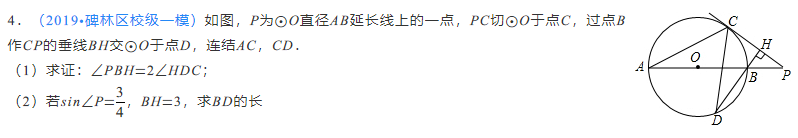 4．（2019•碑林区校级一模）如图，P为⊙O直径AB延长线上的一点，PC切⊙O于点C，过点B
作CP的垂线BH交⊙O于点D，连结AC，CD．
（1）求证：∠PBH=2∠HDC；
（2）若sin∠P=3/4，BH=3，求BD的长
C
H
A
O
B
P
D